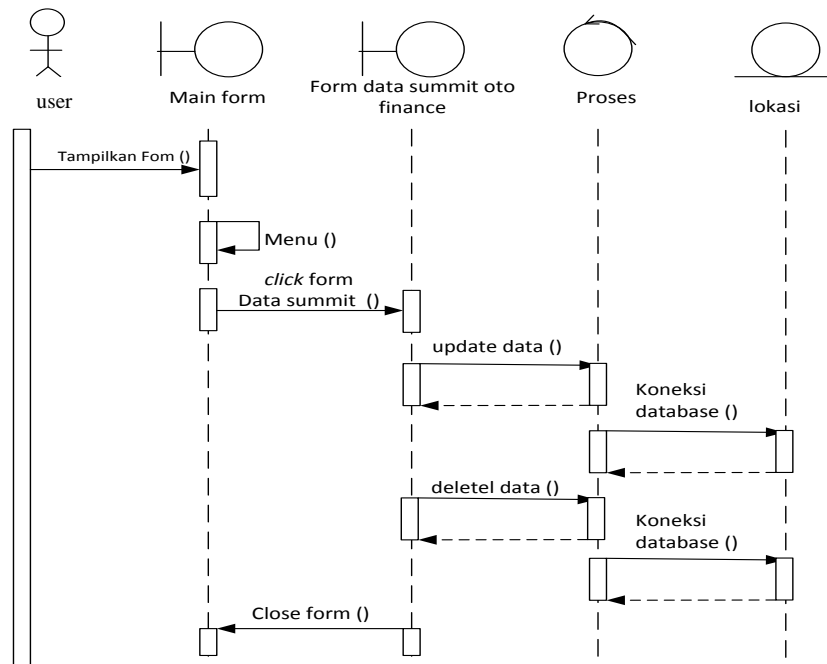 user
Main form
Form data summit oto
finance
Proses
lokasi
Tampilkan Fom ()
Menu ()
click form
Data summit ()
update data ()
Koneksi
database ()
deletel data ()
Koneksi
database ()
Close form ()